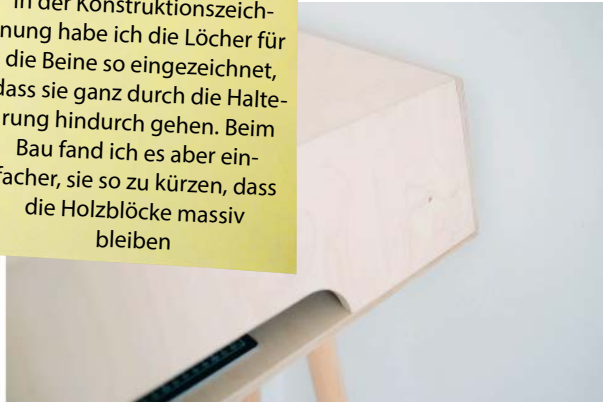 In der Konstruktionszeich-
nung habe ich die Löcher für
die Beine so eingezeichnet,
dass sie ganz durch die Halte-
rung hindurch gehen. Beim
Bau fand ich es aber ein-
facher, sie so zu kürzen, dass
die Holzblöcke massiv
bleiben